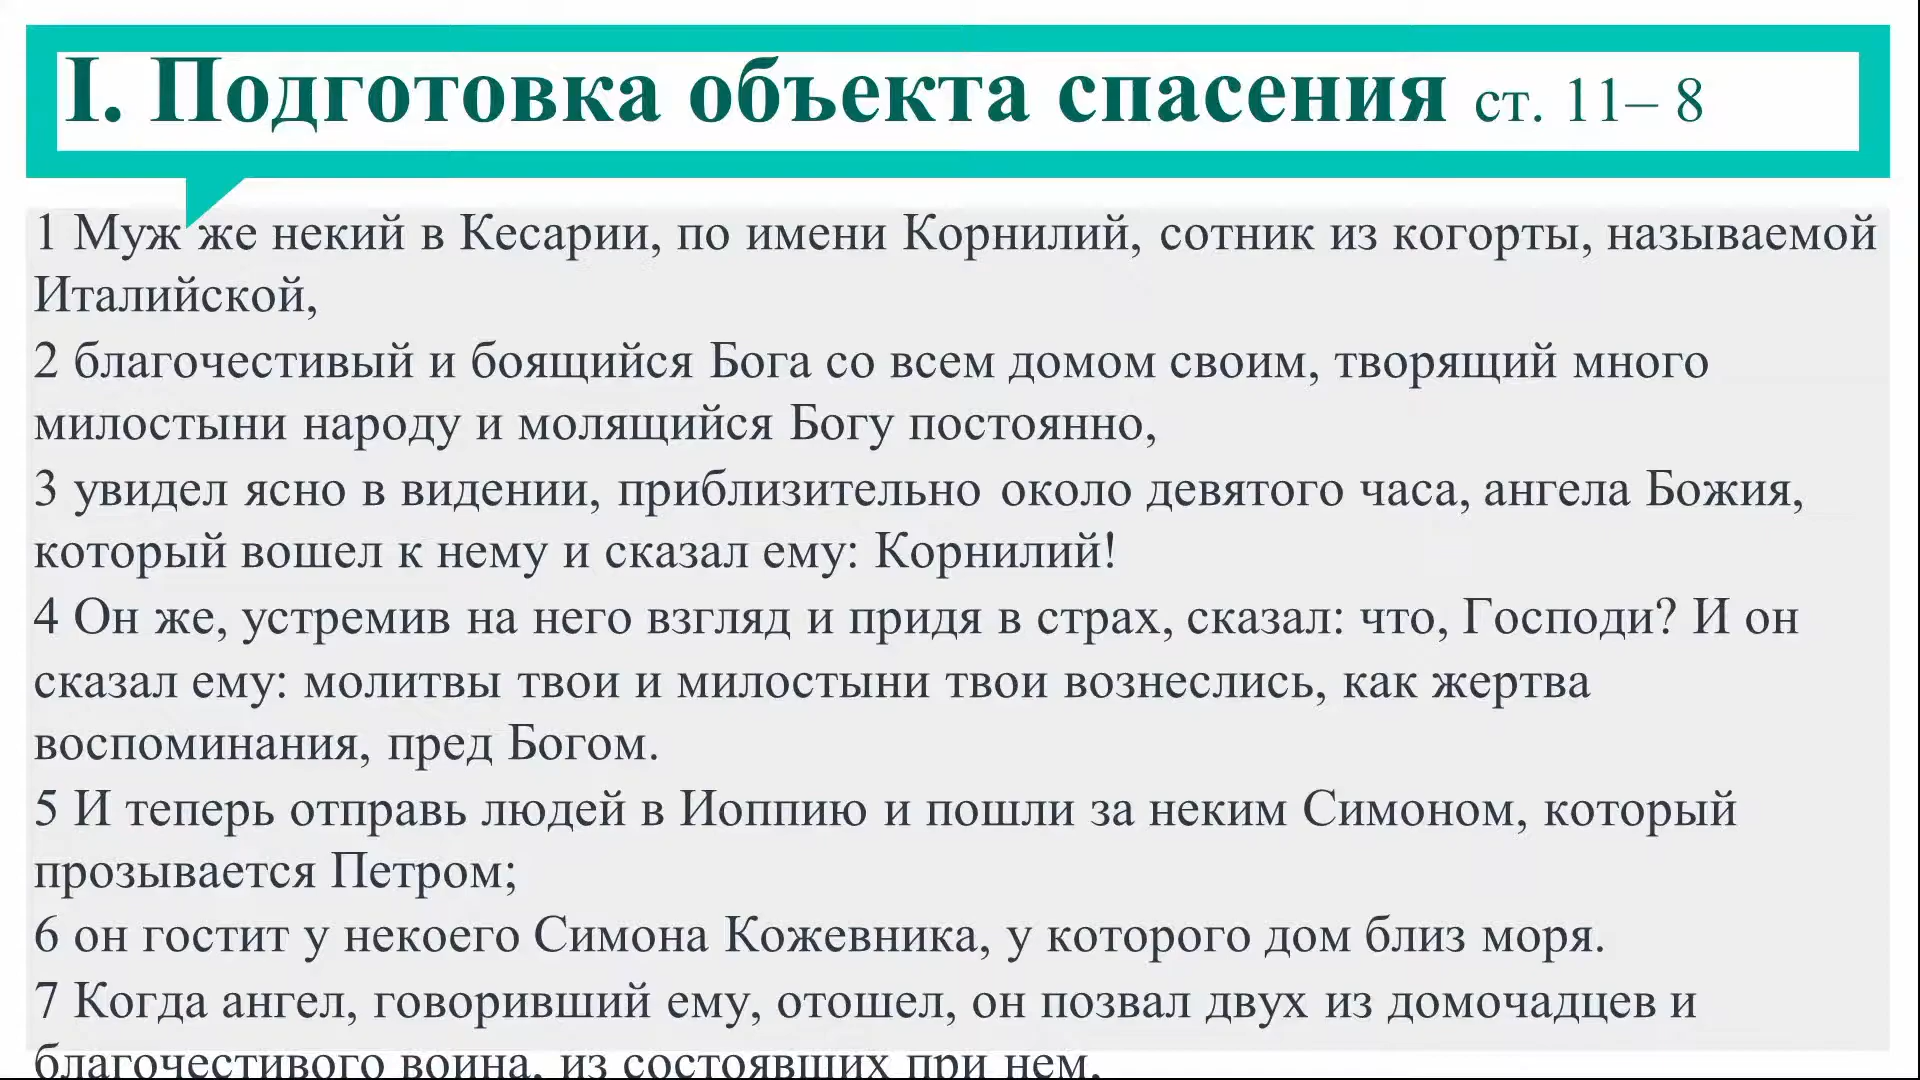 I. Подготовка объекта спасения ст. 11– 8
1 Муж же некий в Кесарии, по имени Корнилий, сотник из когорты, называемой
Италийской,
2 благочестивый и боящийся Бога со всем домом своим, творящий много
милостыни народу и молящийся Богу постоянно,
3 увидел ясно в видении, приблизительно около девятого часа, ангела Божия,
который вошел к нему и сказал ему: Корнилий!
4 Он же, устремив на него взгляд и придя в страх, сказал: что, Господи? И он
сказал ему: молитвы твои и милостыни твои вознеслись, как жертва
воспоминания, пред Богом.
5 И теперь отправь людей в Иоппию и пошли за неким Симоном, который
прозывается Петром;
6 он гостит у некоего Симона Кожевника, у которого дом близ моря.
7 Когда ангел, говоривший ему, отошел, он позвал двух из домочадцев и
благочестивого воина, из состоявших при нем,